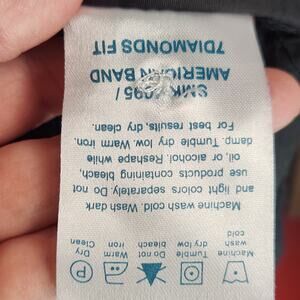 P
Machine Tumble Do not Warm Dry
wash dry low bleach iron Clean
cold
Machine wash cold. Wash dark
and light colors separately. Do not
use products containing bleach,
oil, or alcohol. Reshape while
damp. Tumble dry low. Warm iron.
For best results, dry clean.
/
AMERICAN BAND
7DIAMONDS FIT